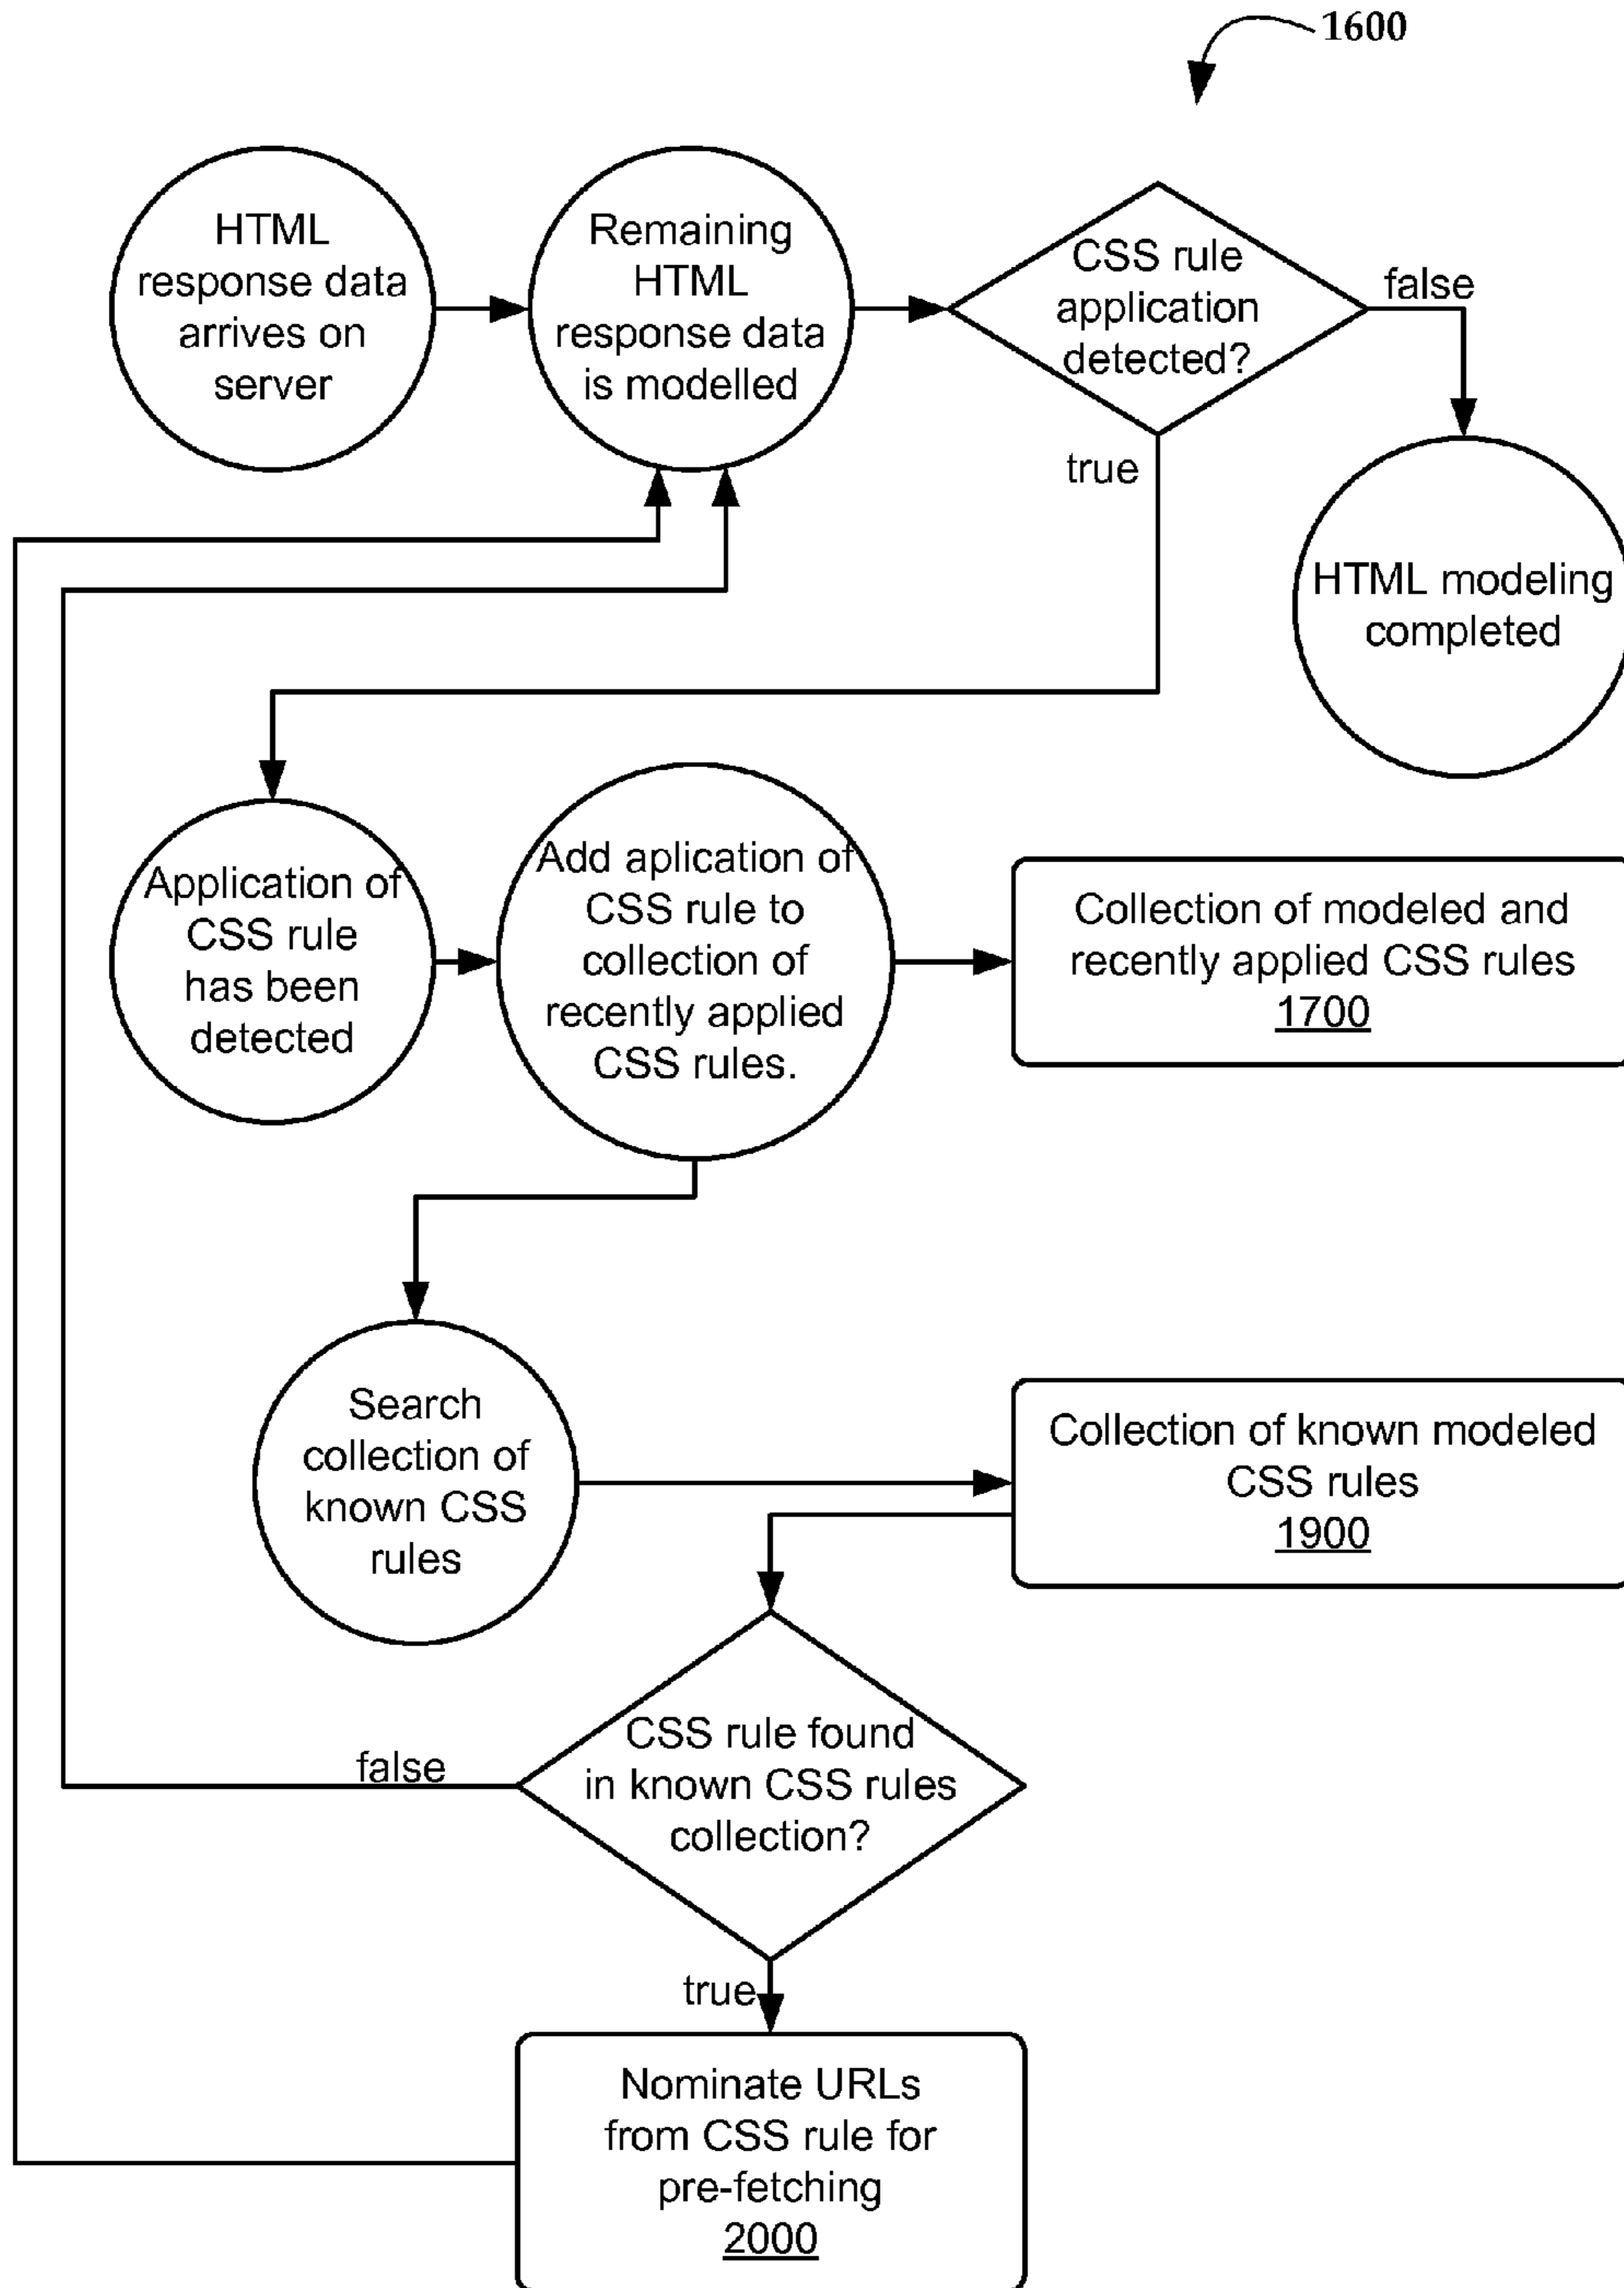 1600
HTML
response data
arrives on
server
Remaining
HTML
response data
is modelled
CSS rule
application
detected?
false
true
HTML modeling
completed
Application of
CSS rule
has been
detected
Add aplication of
CSS rule to
collection of
recently applied
CSS rules.
Collection of modeled and
recently applied CSS rules
1700
Search
collection of
known CSS
rules
Collection of known modeled
CSS rules
1900
CSS rule found
in known CSS rules
collection?
false
true
Nominate URLs
from CSS rule for
pre-fetching
2000